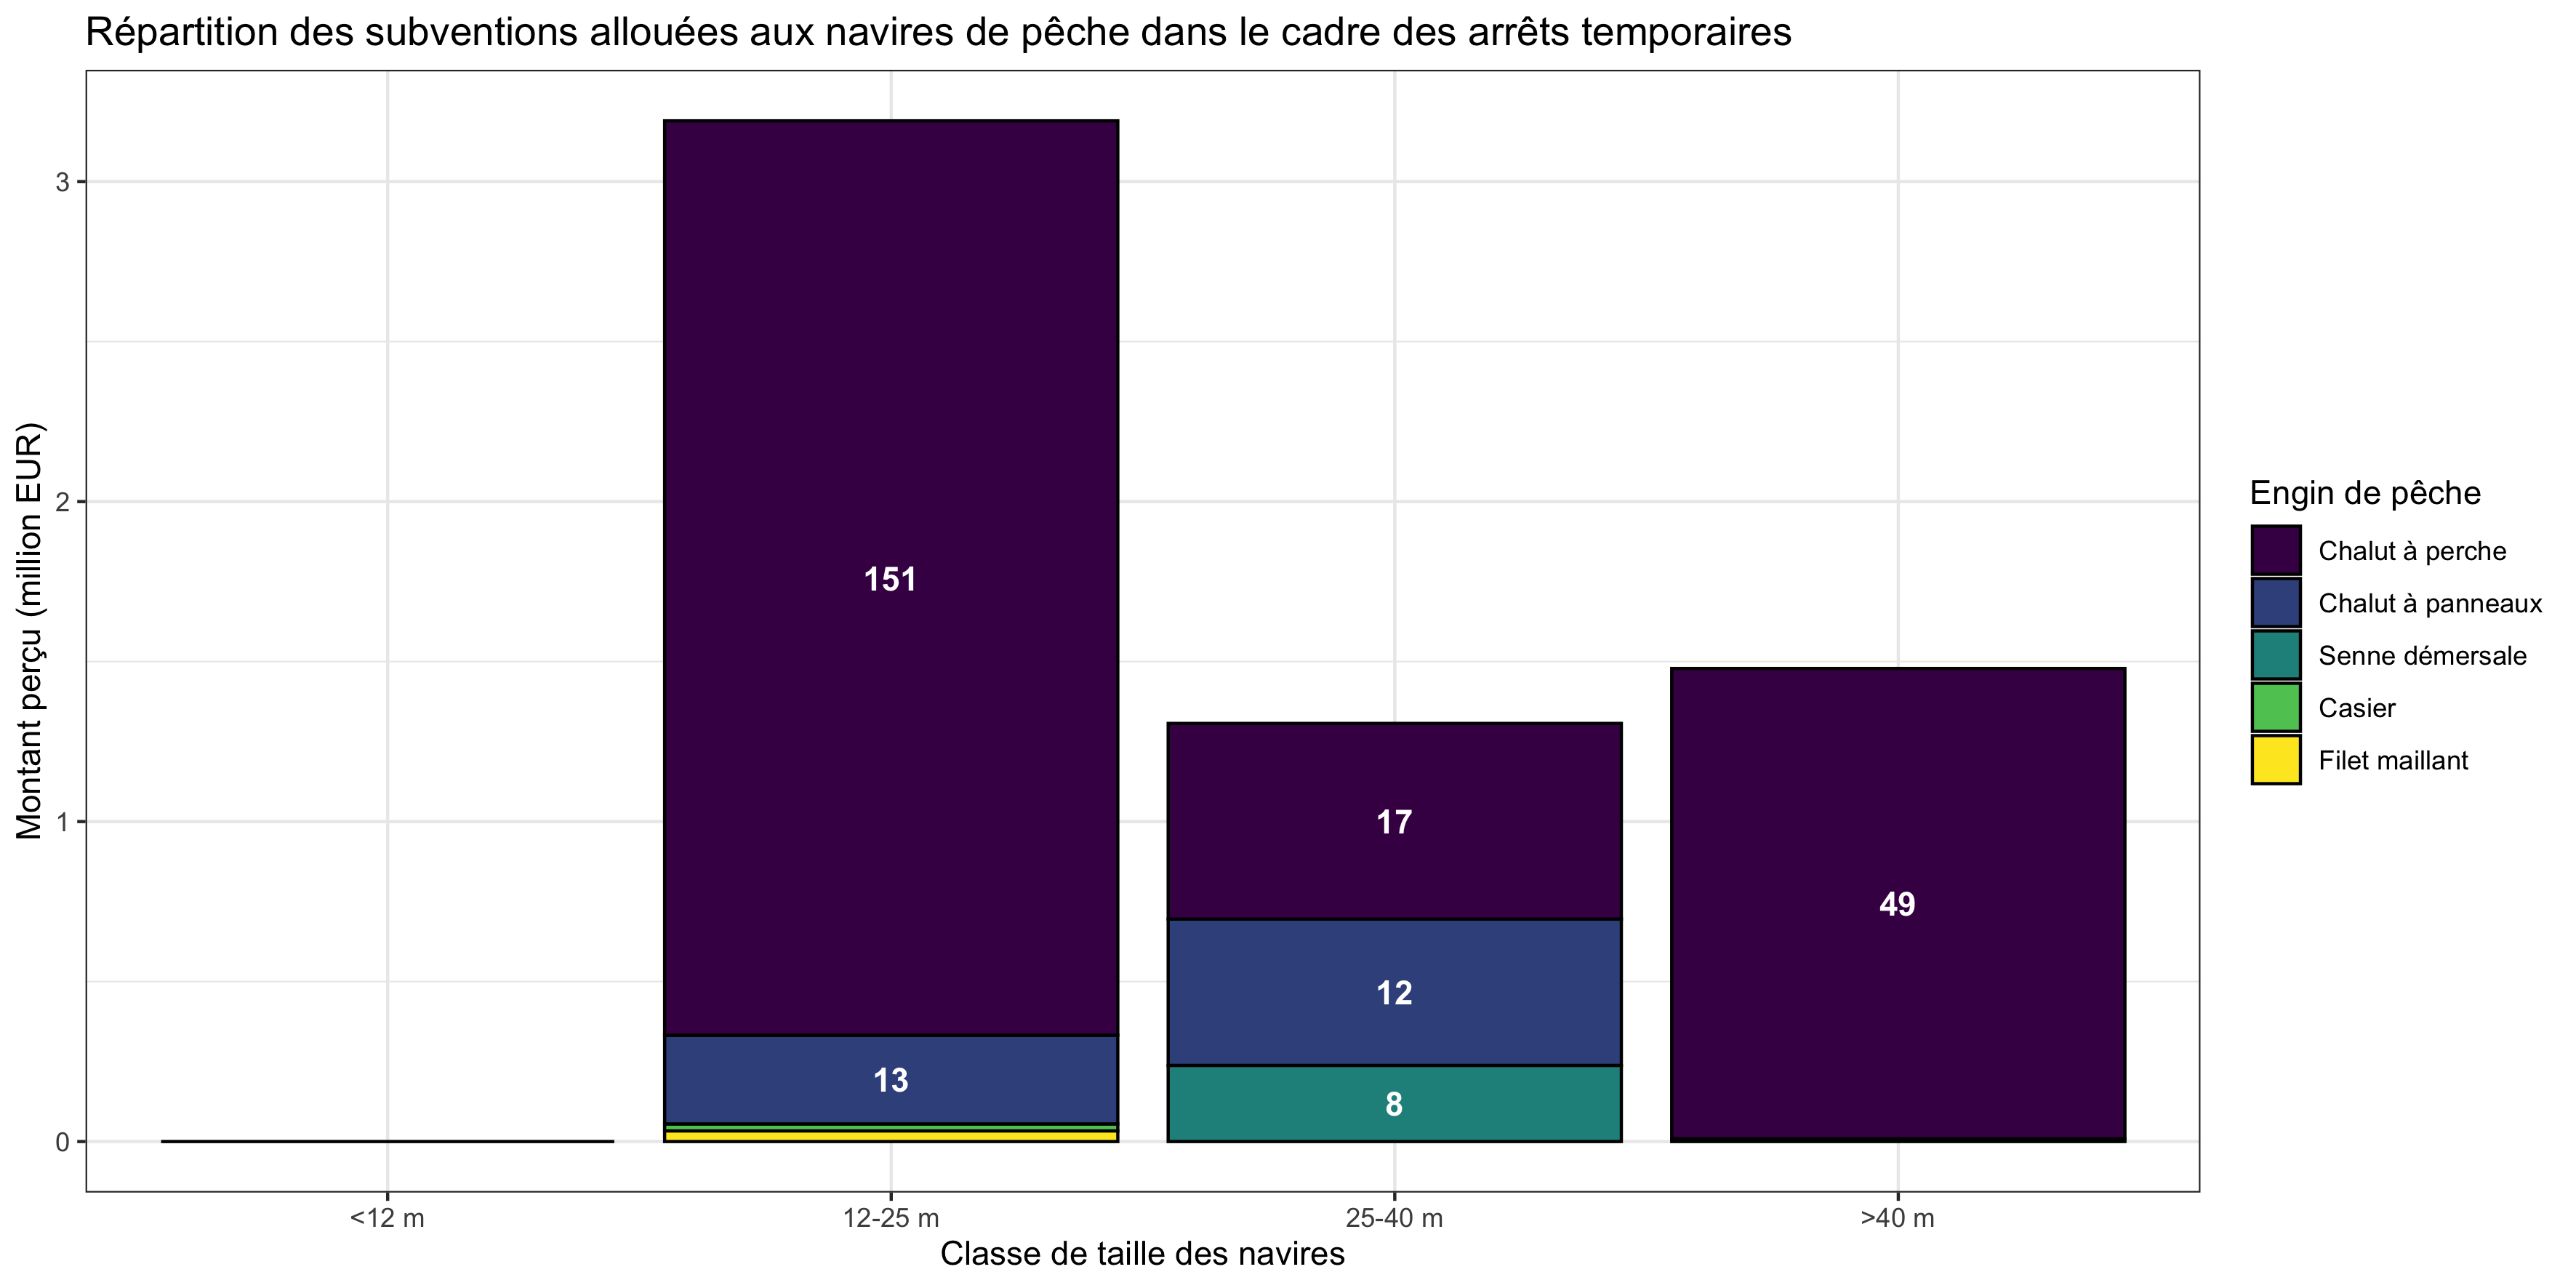 Répartition des subventions allouées aux navires de pêche dans le cadre des arrêts temporaires
Montant perçu (million EUR)
3
2
1
0
151
13
17
12
8
49
<12 m
12-25 m
25-40 m
>40 m
Classe de taille des navires
Engin de pêche
Chalut à perche
Chalut à panneaux
Senne démersale
Casier
Filet maillant